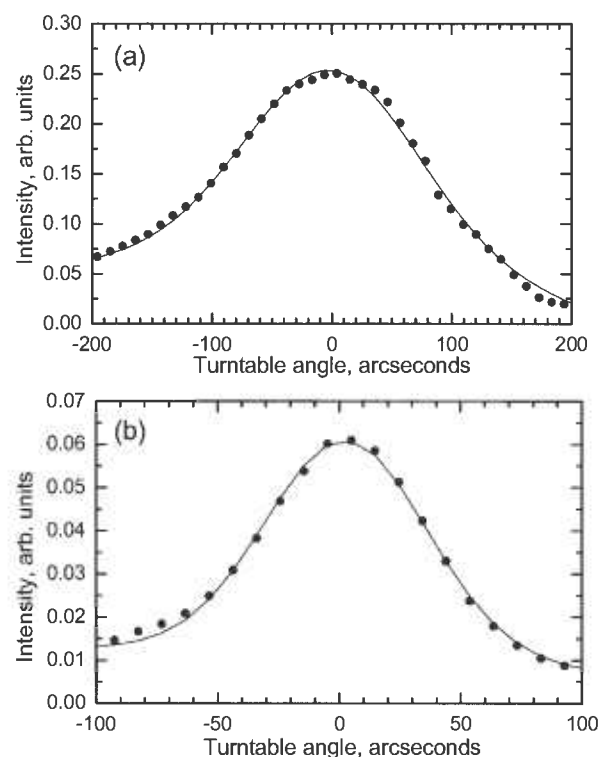 (a)
0.30
0.25
0.20
0.15
0.10
0.05
0.00
Intensity, arb. units
-200 -100 0 100 200
Turntable angle, arcseconds
(b)
0.07
0.06
0.05
0.04
0.03
0.02
0.01
0.00
Intensity, arb. units
-100 -50 0 50 100
Turntable angle, arcseconds